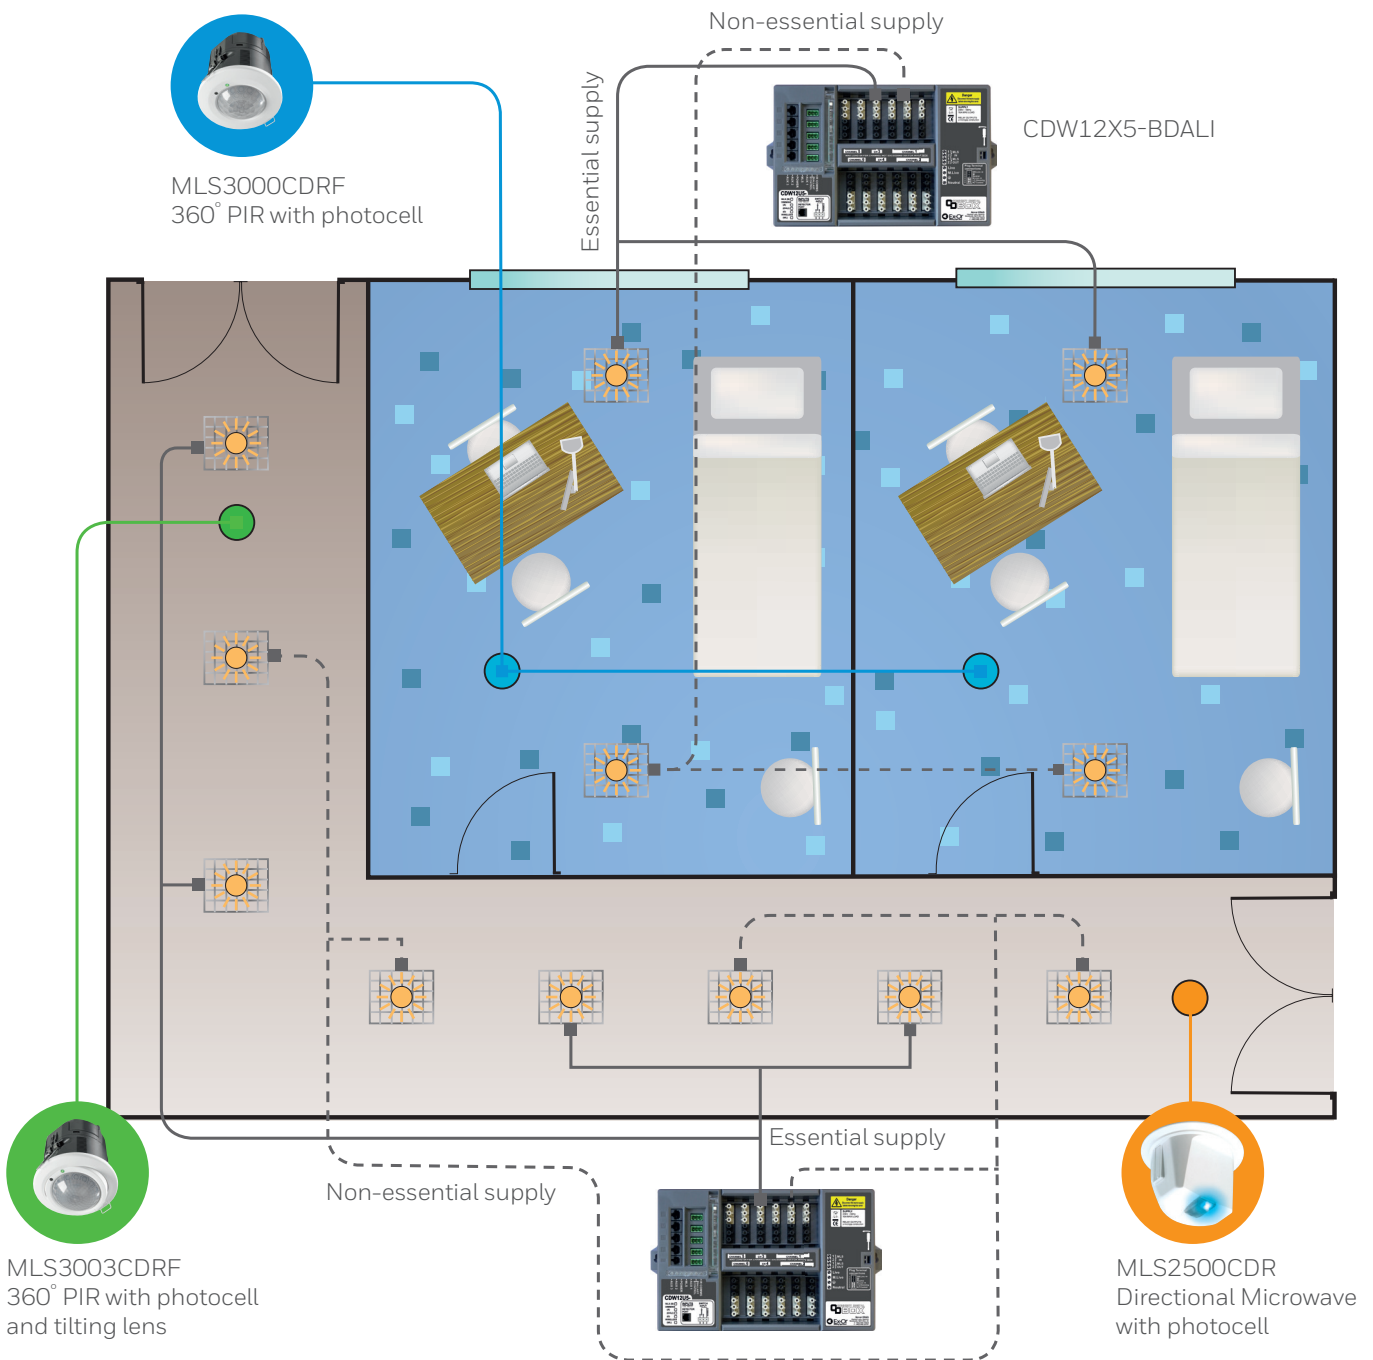 Non-essential supply
Essential supply
CDW12X5-BDALI
MLS3000CDRF
360° PIR with photocell
Essential supply
Non-essential supply
MLS3003CDRF
360° PIR with photocell
and tilting lens
MLS2500CDR
Directional Microwave
with photocell